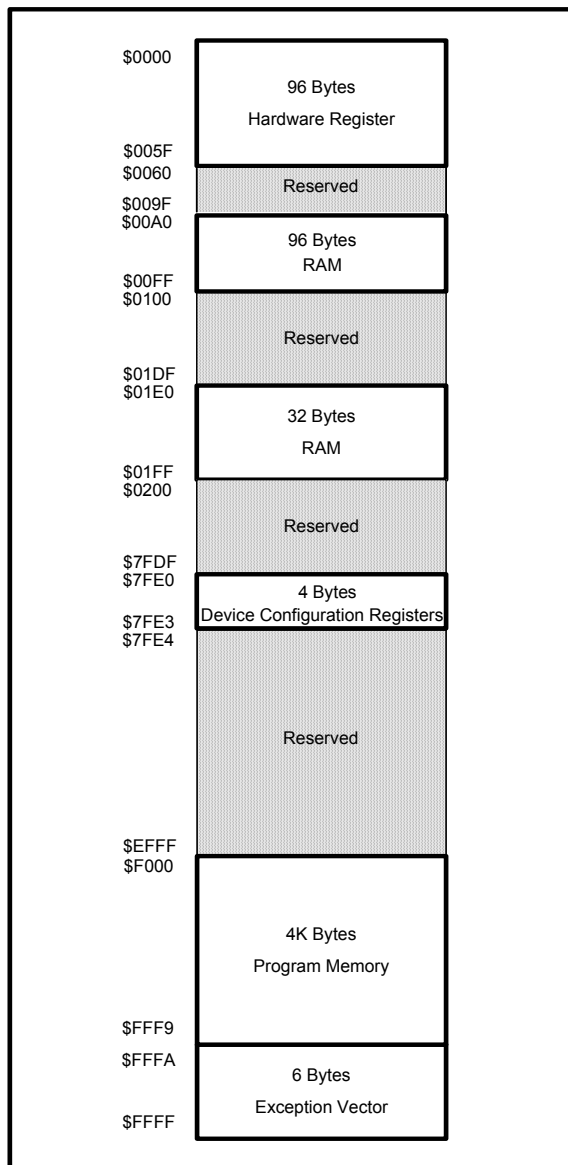 $0000
96 Bytes
Hardware Register
$005F
$0060
Reserved
$009F
$00A0
96 Bytes
RAM
$00FF
$0100
Reserved
$01DF
$01E0
32 Bytes
RAM
$01FF
$0200
Reserved
$7FDF
$7FE0
4 Bytes
Device Configuration Registers
$7FE3
$7FE4
Reserved
$EFFF
$F000
4K Bytes
Program Memory
$FFF9
$FFFA
6 Bytes
Exception Vector
$FFFF